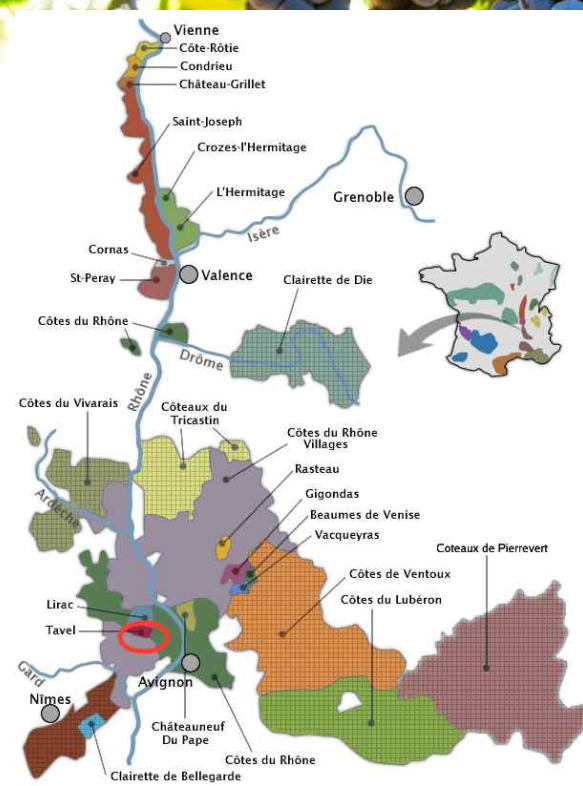 Vienne
Côte-Rôtie
Condrieu
Château-Grillet
Saint-Joseph
Crozes-l'Hermitage
L'Hermitage
Grenoble
Isère
Cornas
St-Peray
Valence
Clairette de Die
Côtes du Rhône
Drôme
Rhône
Côtes du Vivarais
Côteaux du
Tricastin
Côtes du Rhône
Villages
Rasteau
Gigondas
Beaumes de Venise
Vacqueyras
Ardèche
Coteaux de Pierrevert
Côtes de Ventoux
Côtes du Lubéron
Lirac
Tavel
Gard
Avignon
Nîmes
Châteauneuf
Du Pape
Côtes du Rhône
Clairette de Bellegarde